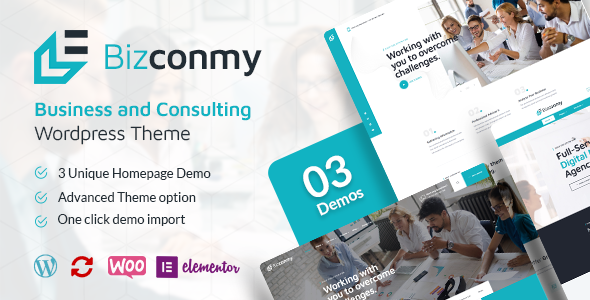 Bizconmy
Business and Consulting
Wordpress Theme
3 Unique Homepage Demo
Advanced Theme option
One click demo import
WOO
elementor
03
Demos
Working with
you to overcome
challenges.
Bizconmy
Full-Ser
Digital
Agenc
Bizconmy
Working with
you to overcome
challenges.